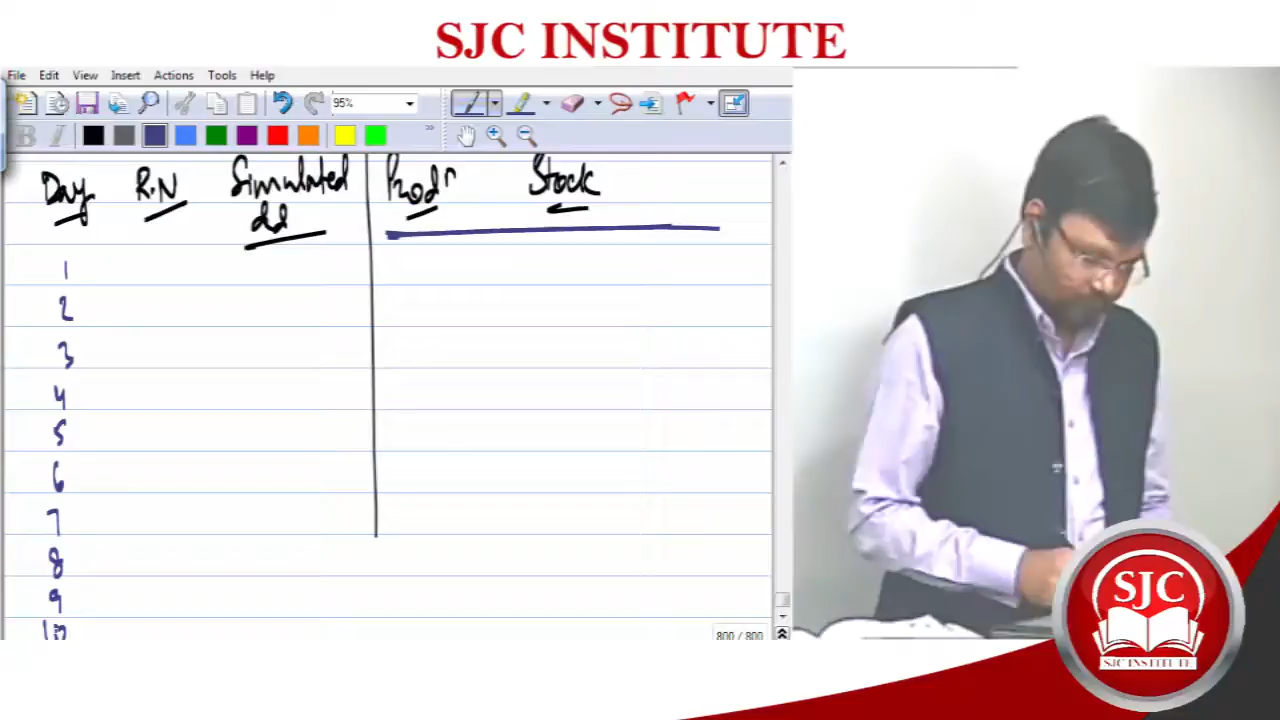 SJC INSTITUTE
File Edit View Insert Actions Tools Help
95%
B I
Day R.N Simulated dd Prodn Stock
1
2
3
4
5
6
7
8
9
10
800 / 800
SJC
SJC INSTITUTE